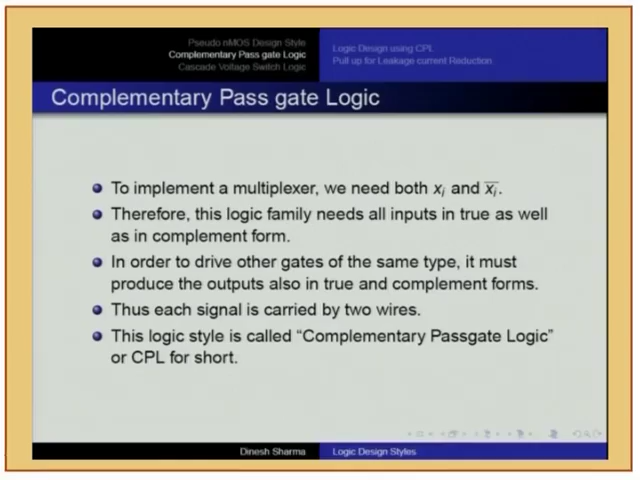 Pseudo nMOS Design Style
Complementary Pass gate Logic
Cascade Voltage Switch Logic
Logic Design using CPL
Pull up for Leakage current Reduction
Complementary Pass gate Logic
To implement a multiplexer, we need both xᵢ and x̄ᵢ.
Therefore, this logic family needs all inputs in true as well
as in complement form.
In order to drive other gates of the same type, it must
produce the outputs also in true and complement forms.
Thus each signal is carried by two wires.
This logic style is called “Complementary Passgate Logic”
or CPL for short.
Dinesh Sharma
Logic Design Styles